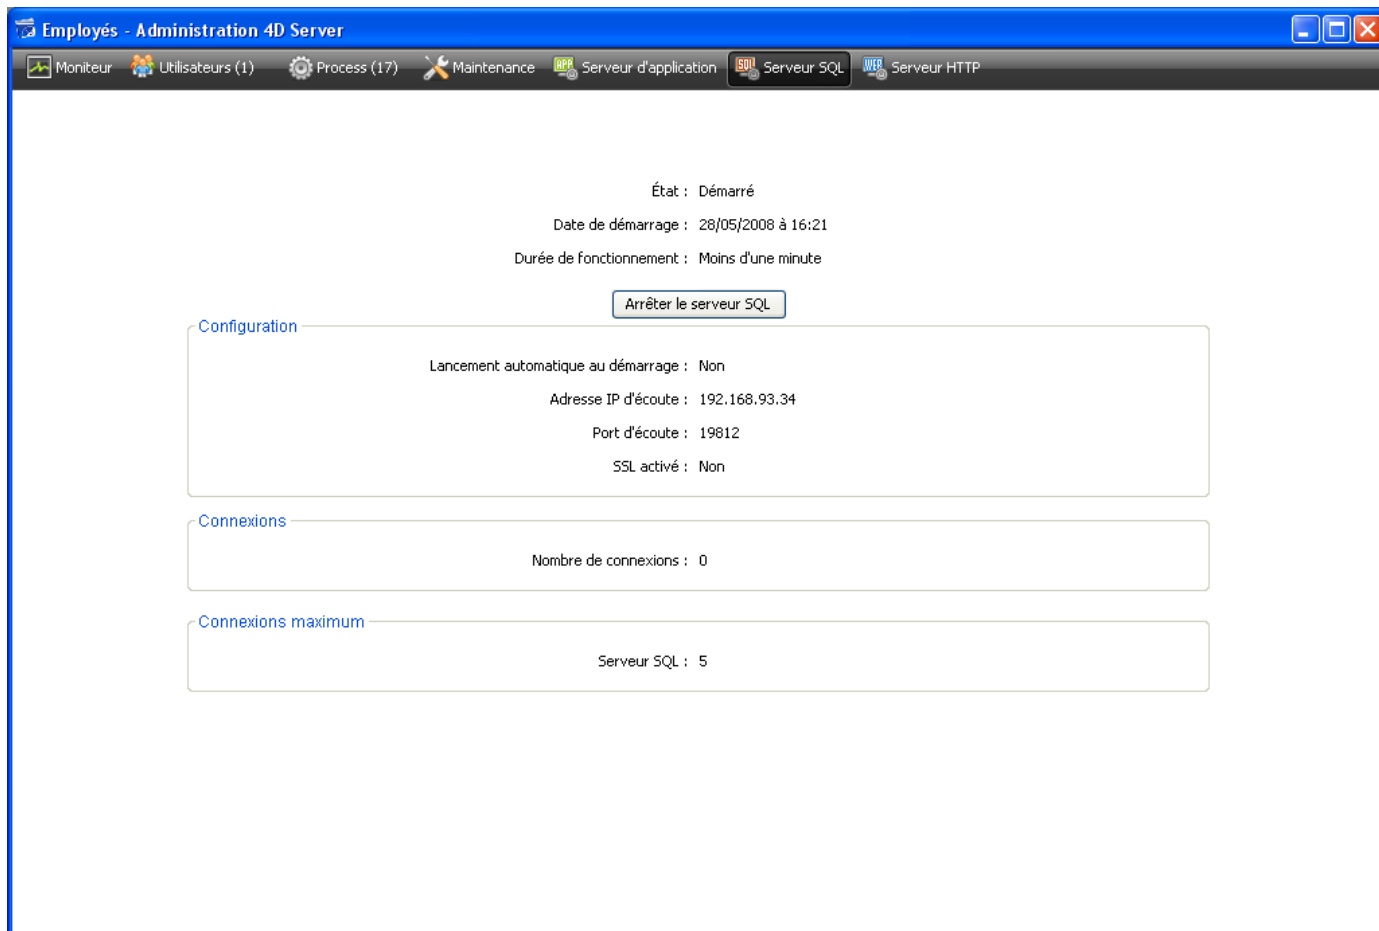 Employés - Administration 4D Server
Moniteur Utilisateurs (1) Process (17) Maintenance APP Serveur d'application SQL Serveur SQL WEB Serveur HTTP
État : Démarré
Date de démarrage : 28/05/2008 à 16:21
Durée de fonctionnement : Moins d'une minute
Arrêter le serveur SQL
Configuration
Lancement automatique au démarrage : Non
Adresse IP d'écoute : 192.168.93.34
Port d'écoute : 19812
SSL activé : Non
Connexions
Nombre de connexions : 0
Connexions maximum
Serveur SQL : 5